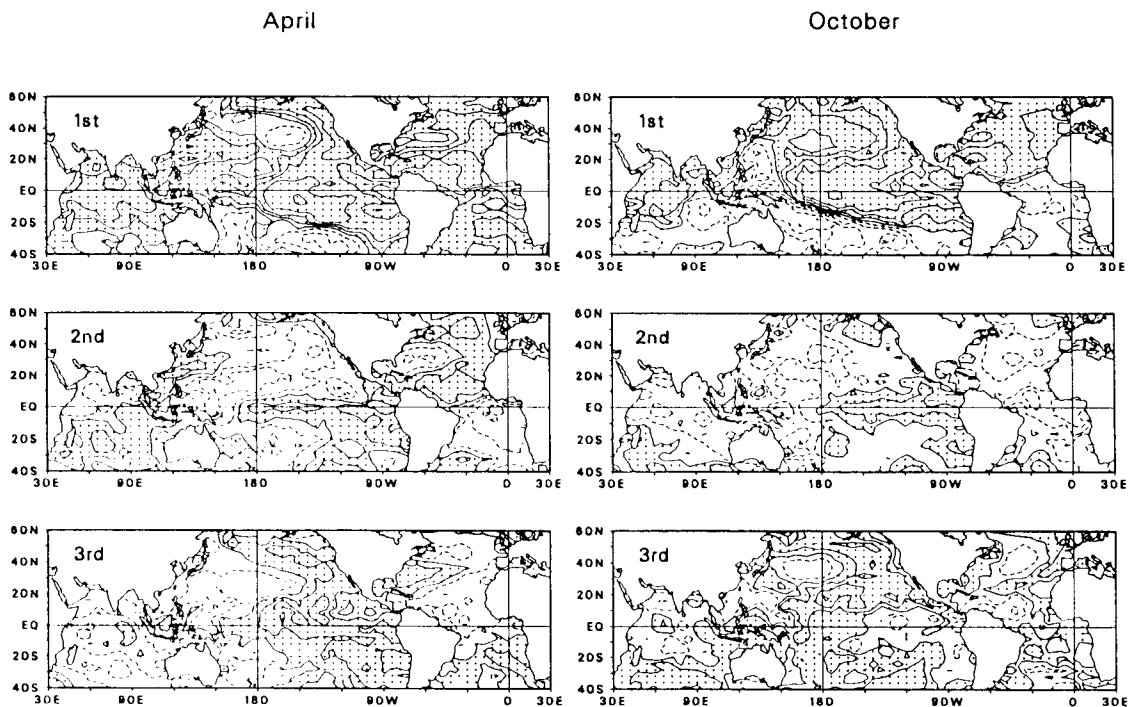 April October
1st 1st
60N 60N
40N 40N
20N 20N
EQ EQ
20S 20S
40S 40S
30E 90E 180 90W 0 30E 30E 90E 180 90W 0 30E
2nd 2nd
60N 60N
40N 40N
20N 20N
EQ EQ
20S 20S
40S 40S
30E 90E 180 90W 0 30E 30E 90E 180 90W 0 30E
3rd 3rd
60N 60N
40N 40N
20N 20N
EQ EQ
20S 20S
40S 40S
30E 90E 180 90W 0 30E 30E 90E 180 90W 0 30E